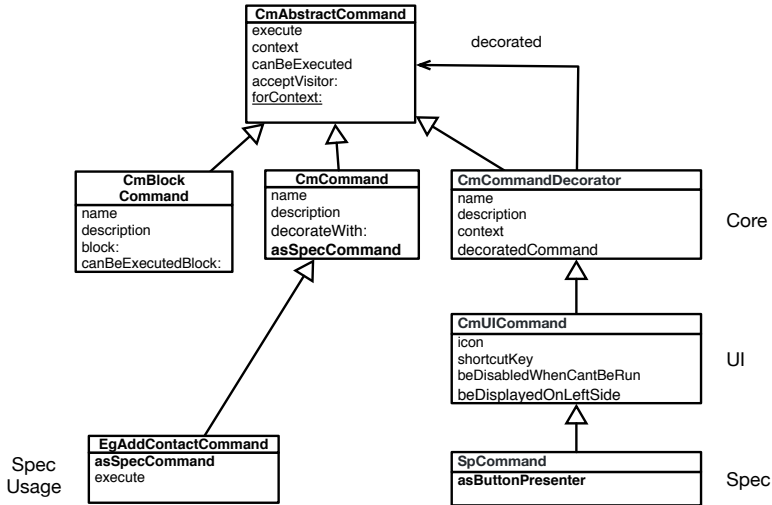 CmAbstractCommand
execute
context
canBeExecuted
acceptVisitor:
forContext:
decorated
CmBlock
Command
name
description
block:
canBeExecutedBlock:
CmCommand
name
description
decorateWith:
asSpecCommand
CmCommandDecorator
name
description
context
decoratedCommand
Core
CmUICommand
icon
shortcutKey
beDisabledWhenCantBeRun
beDisplayedOnLeftSide
UI
Spec
Usage
EgAddContactCommand
asSpecCommand
execute
SpCommand
asButtonPresenter
Spec